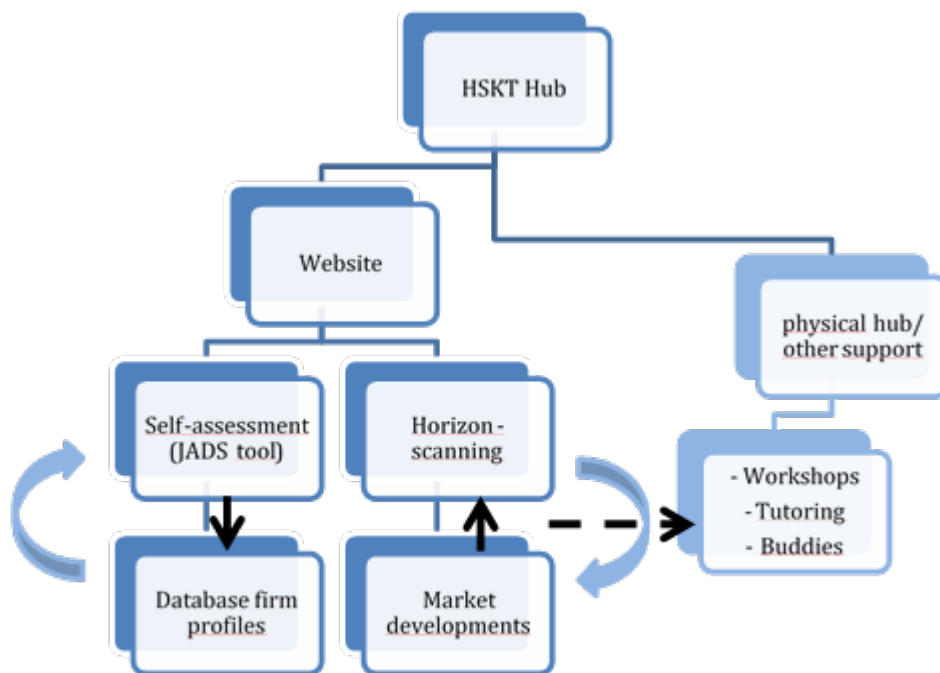 HSKT Hub
Website
physical hub/
other support
Self-assessment
(JADS tool)
Horizon-
scanning
- Workshops
- Tutoring
- Buddies
Database firm
profiles
Market
developments